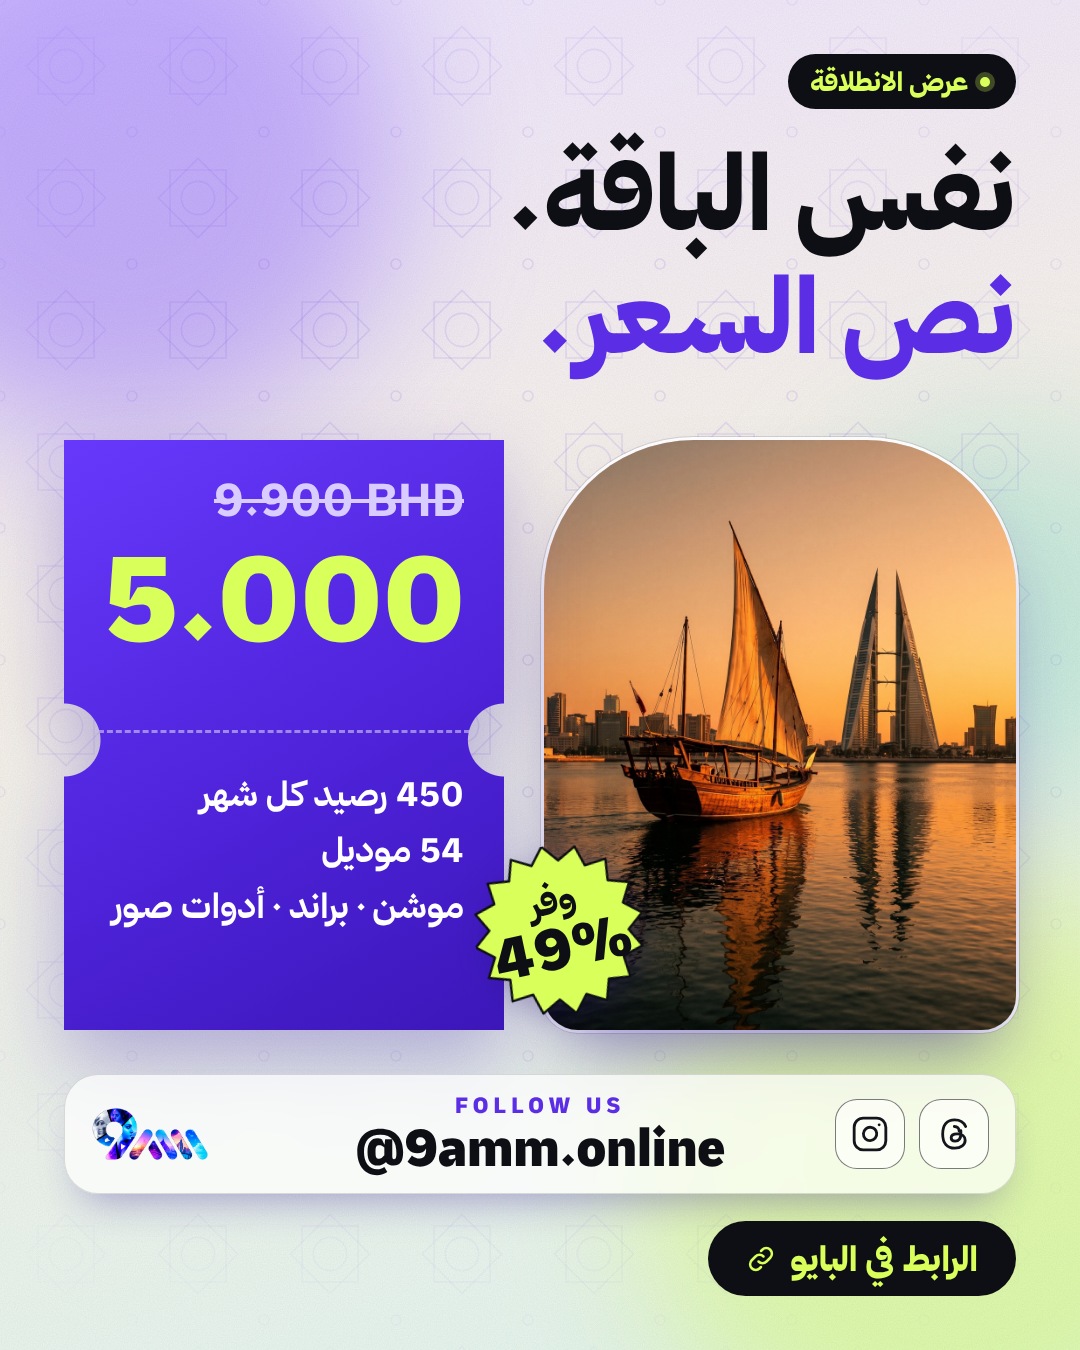 عرض الانطلاقة
نفس الباقة.
نص السعر.
9.900 BHD
5.000
450 رصيد كل شهر
54 موديل
موشن · براند · أدوات صور
وفر
49%
9amm
FOLLOW US
@9amm.online
الرابط في البايو